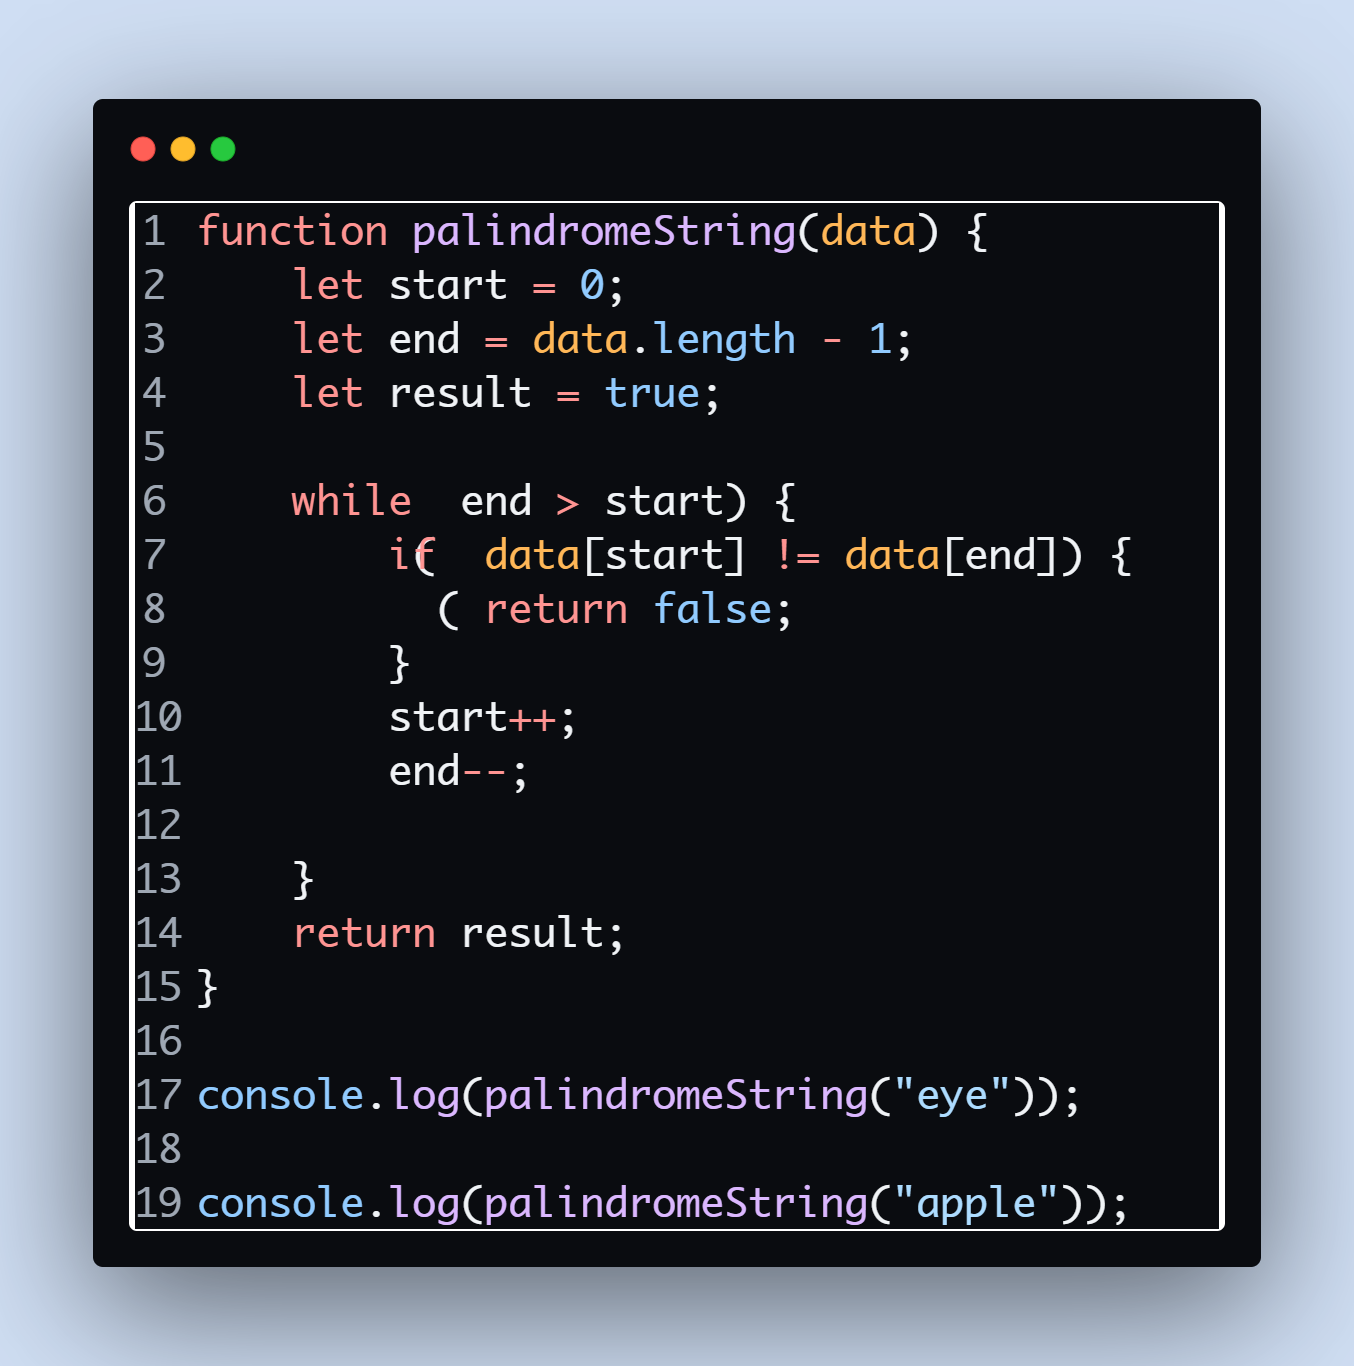 1 function palindromeString(data) {
2     let start = 0;
3     let end = data.length - 1;
4     let result = true;
5
6     while  end > start) {
7         if(  data[start] != data[end]) {
8           ( return false;
9         }
10         start++;
11         end--;
12
13     }
14     return result;
15 }
16
17 console.log(palindromeString("eye"));
18
19 console.log(palindromeString("apple"));